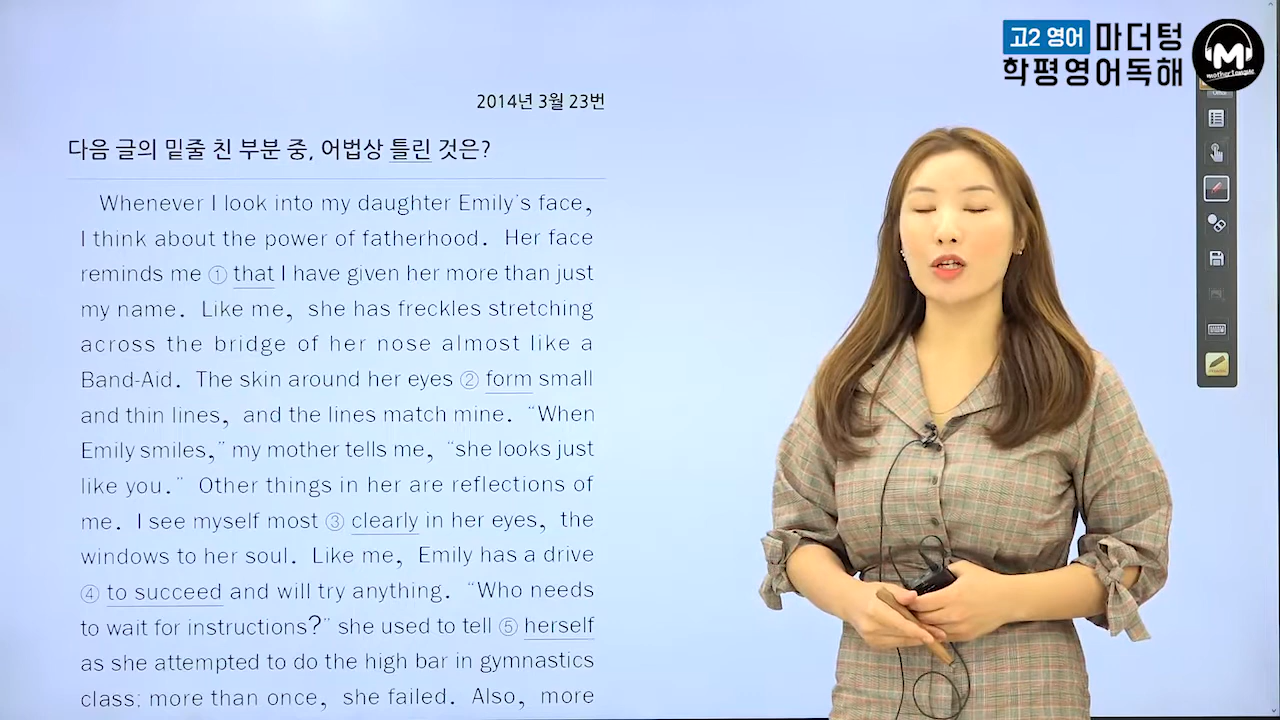 고2 영어 마더텅
학평영어독해
M
mother tongue
2014년 3월 23번
다음 글의 밑줄 친 부분 중, 어법상 틀린 것은?
Whenever I look into my daughter Emily's face,
I think about the power of fatherhood. Her face
reminds me ① that I have given her more than just
my name. Like me, she has freckles stretching
across the bridge of her nose almost like a
Band-Aid. The skin around her eyes ② form small
and thin lines, and the lines match mine. "When
Emily smiles," my mother tells me, "she looks just
like you." Other things in her are reflections of
me. I see myself most ③ clearly in her eyes, the
windows to her soul. Like me, Emily has a drive
④ to succeed and will try anything. "Who needs
to wait for instructions?" she used to tell ⑤ herself
as she attempted to do the high bar in gymnastics
class; more than once, she failed. Also, more